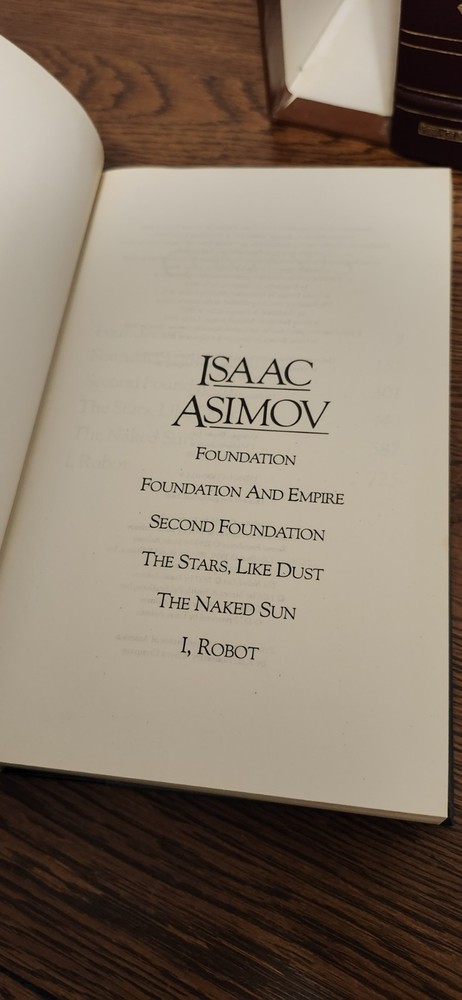 ISAAC
ASIMOV
FOUNDATION
FOUNDATION AND EMPIRE
SECOND FOUNDATION
THE STARS, LIKE DUST
THE NAKED SUN
I, ROBOT